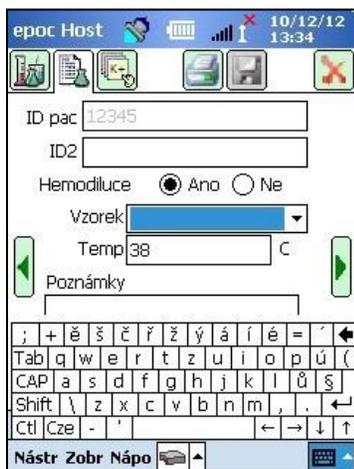 epoc Host 10/12/12
13:34
K+
ID pac 12345
ID2
Hemodiluce Ano Ne
Vzorek
Temp 38 C
Poznámky
; + ě š č ř ž ý á í é = ´
Tab q w e r t z u i o p ú (
CAP a s d f g h j k l ů §
Shift \ z x c v b n m , .
Ctl Cze - '
Nástr Zobr Nápo